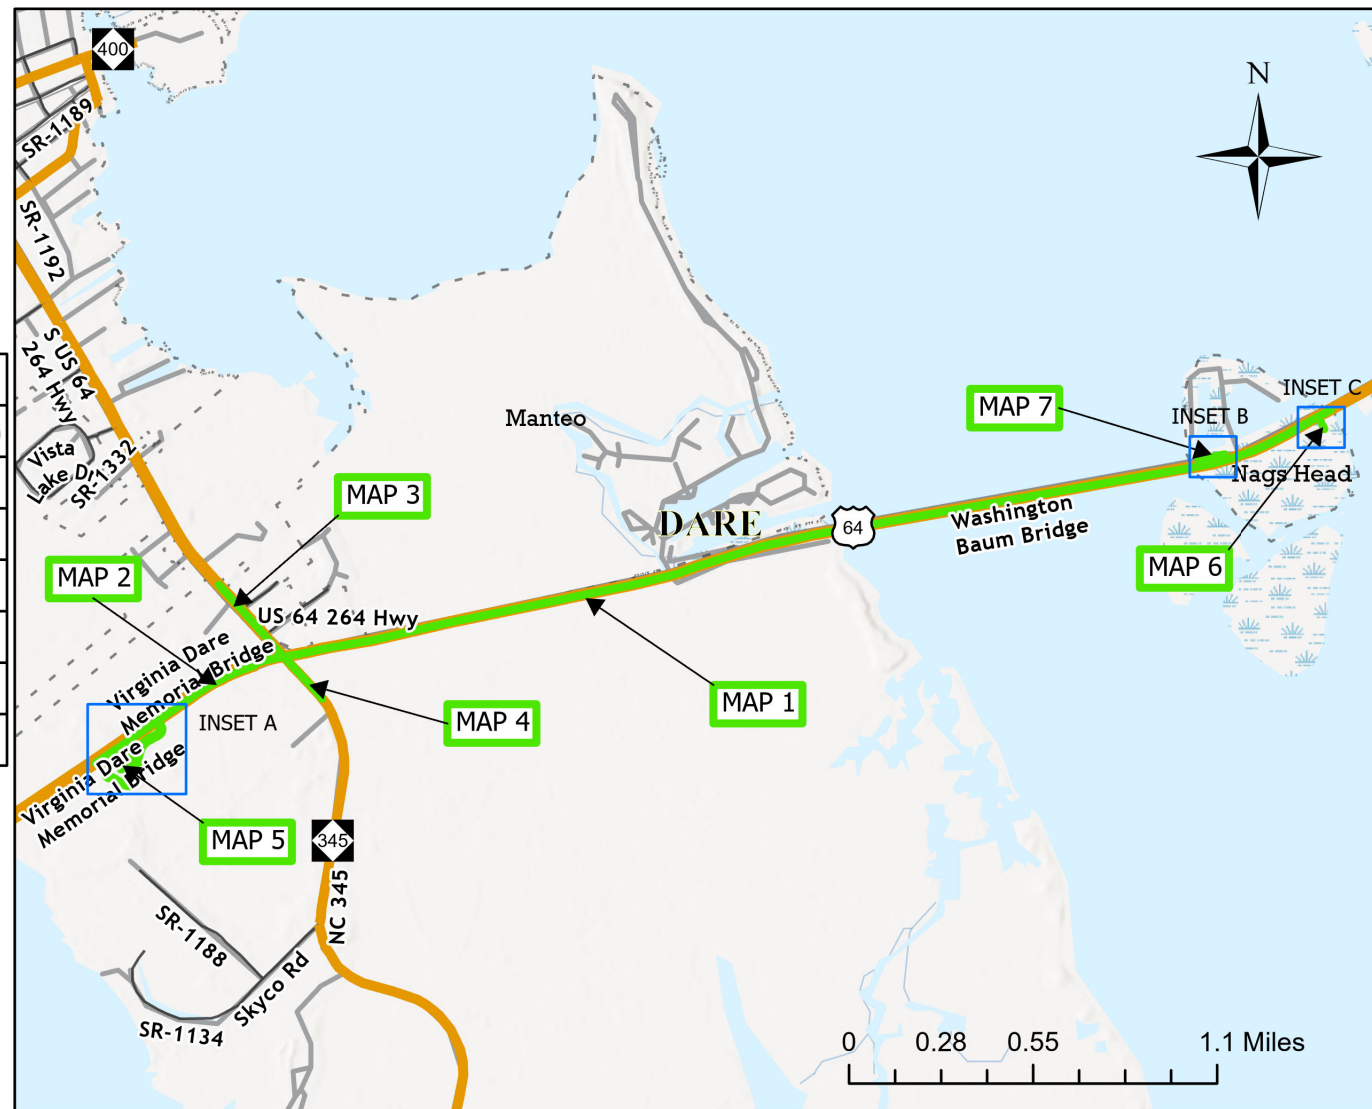 400
N
SR-1189
SR-1192
S US 64
264 Hwy
INSET C
MAP 7
INSET B
Manteo
Vista
Lake Dr
SR-1332
Nags Head
MAP 3
DARE
64
Washington
Baum Bridge
MAP 6
MAP 2
US 64 264 Hwy
Virginia Dare
Memorial Bridge
MAP 1
INSET A
MAP 4
Virginia Dare
Memorial Bridge
MAP 5
345
NC 345
SR-1188
Skyco Rd
SR-1134
0 0.28 0.55 1.1 Miles